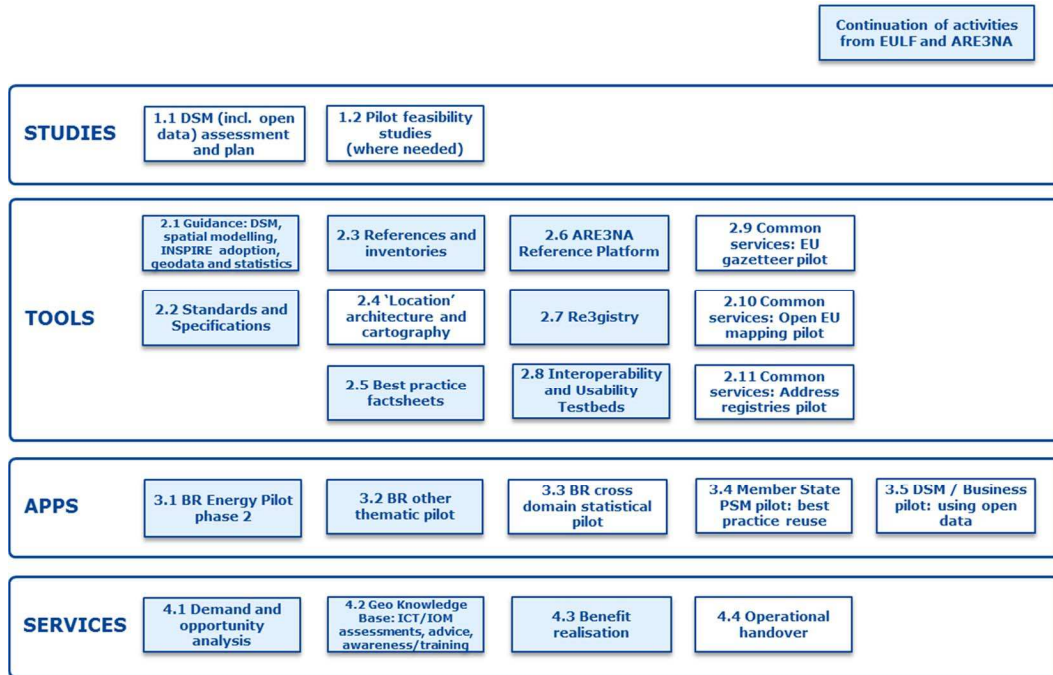 Continuation of activities
from EULF and ARE3NA
STUDIES
1.1 DSM (incl. open
data) assessment
and plan
1.2 Pilot feasibility
studies
(where needed)
TOOLS
2.1 Guidance: DSM,
spatial modelling,
INSPIRE adoption,
geodata and statistics
2.3 References and
inventories
2.6 ARE3NA
Reference Platform
2.9 Common
services: EU
gazetteer pilot
2.2 Standards and
Specifications
2.4 ‘Location’
architecture and
cartography
2.7 Re3gistry
2.10 Common
services: Open EU
mapping pilot
2.5 Best practice
factsheets
2.8 Interoperability
and Usability
Testbeds
2.11 Common
services: Address
registries pilot
APPS
3.1 BR Energy Pilot
phase 2
3.2 BR other
thematic pilot
3.3 BR cross
domain statistical
pilot
3.4 Member State
PSM pilot: best
practice reuse
3.5 DSM / Business
pilot: using open
data
SERVICES
4.1 Demand and
opportunity
analysis
4.2 Geo Knowledge
Base: ICT/IOM
assessments, advice,
awareness/training
4.3 Benefit
realisation
4.4 Operational
handover